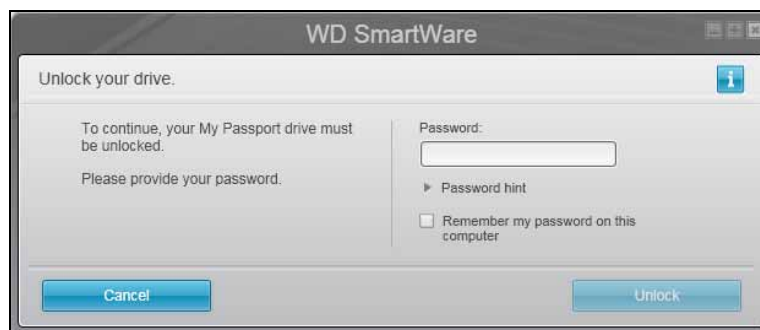 WD SmartWare
Unlock your drive.
i
To continue, your My Passport drive must
be unlocked.
Please provide your password.
Password:
Password hint
Remember my password on this
computer
Cancel
Unlock